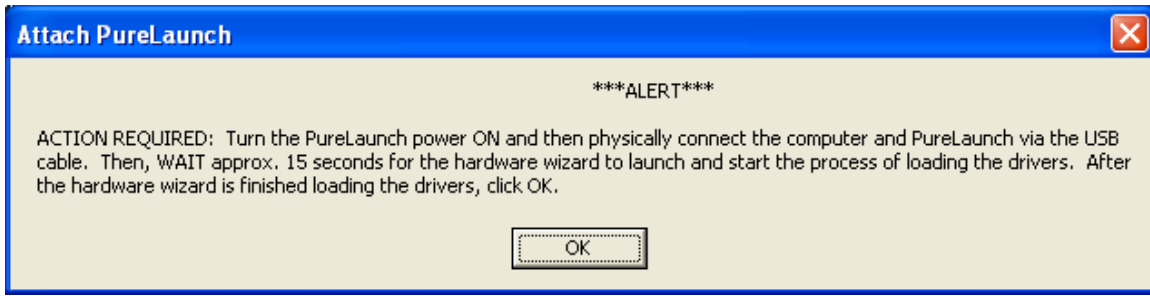 Attach PureLaunch
***ALERT***
ACTION REQUIRED:  Turn the PureLaunch power ON and then physically connect the computer and PureLaunch via the USB
cable.  Then, WAIT approx. 15 seconds for the hardware wizard to launch and start the process of loading the drivers.  After
the hardware wizard is finished loading the drivers, click OK.
OK